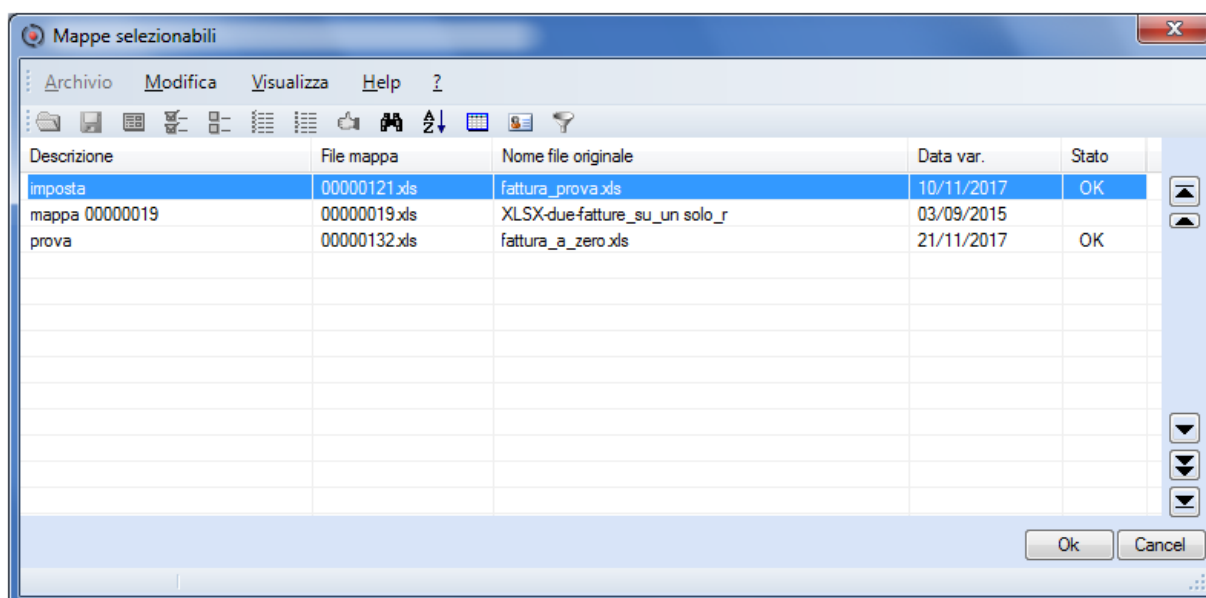 Mappe selezionabili
Archivio Modifica Visualizza Help ?
Descrizione File mappa Nome file originale Data var. Stato
imposta 00000121.xls fattura_prova.xls 10/11/2017 OK
mappa 00000019 00000019.xls XLSX-due-fatture_su_un solo_r 03/09/2015
prova 00000132.xls fattura_a_zero.xls 21/11/2017 OK
Ok Cancel